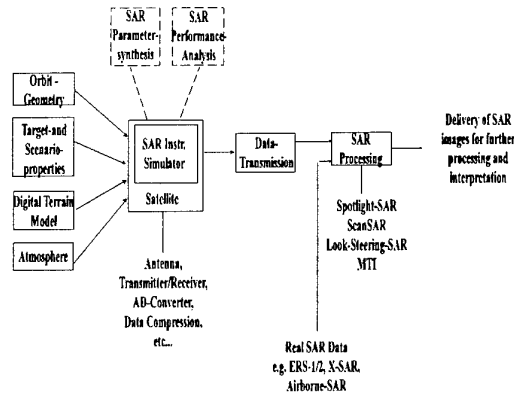 SAR
Parameter-
synthesis
SAR
Performance-
Analysis
Orbit -
Geometry
Target-and
Scenario-
properties
Digital Terrain
Model
Atmosphere
SAR Instr.
Simulator
Satellite
Antenna,
Transmitter/Receiver,
AD-Converter,
Data Compression,
etc...
Data-
Transmission
SAR
Processing
Spotlight-SAR
ScanSAR
Look-Steering-SAR
MTI
Real SAR Data
e.g. ERS-1/2, X-SAR,
Airborne-SAR
Delivery of SAR
images for further
processing and
interpretation